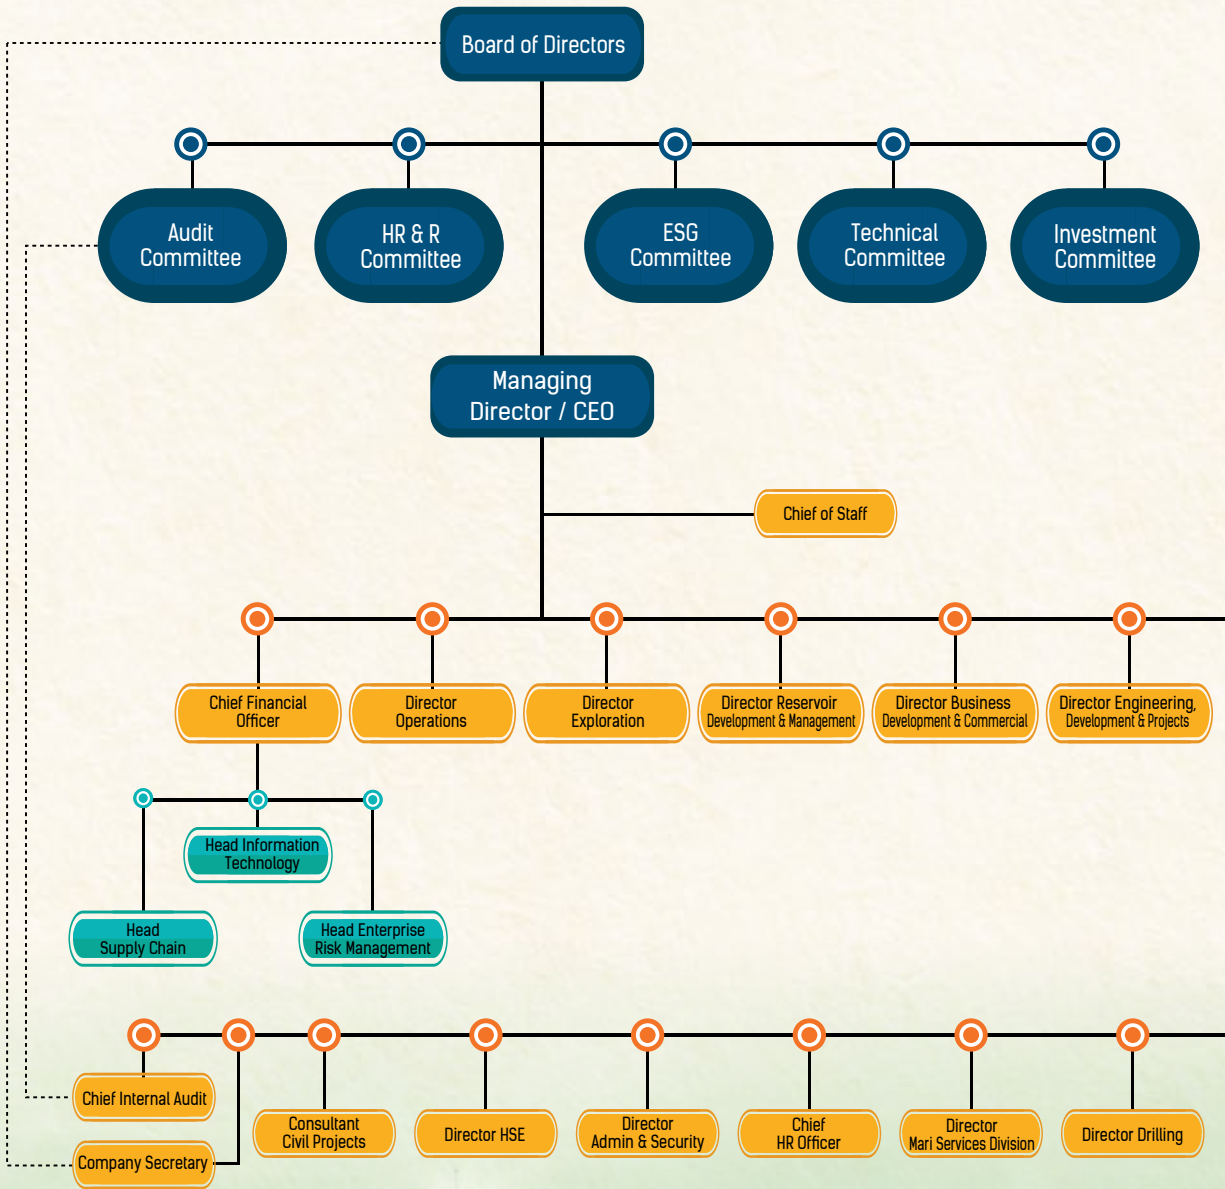 Board of Directors
Audit
Committee
HR & R
Committee
ESG
Committee
Technical
Committee
Investment
Committee
Managing
Director / CEO
Chief of Staff
Chief Financial
Officer
Director
Operations
Director
Exploration
Director Reservoir
Development & Management
Director Business
Development & Commercial
Director Engineering,
Development & Projects
Head Information
Technology
Head
Supply Chain
Head Enterprise
Risk Management
Chief Internal Audit
Company Secretary
Consultant
Civil Projects
Director HSE
Director
Admin & Security
Chief
HR Officer
Director
Mari Services Division
Director Drilling